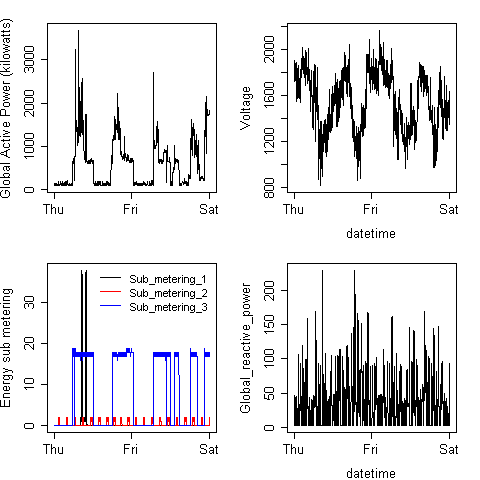 Global Active Power (kilowatts)
0
1000
2000
3000
Thu
Fri
Sat
Voltage
800
1200
1600
2200
Thu
Fri
Sat
datetime
Energy sub metering
0
10
20
30
Sub_metering_1
Sub_metering_2
Sub_metering_3
Thu
Fri
Sat
Global_reactive_power
0
50
100
150
200
Thu
Fri
Sat
datetime